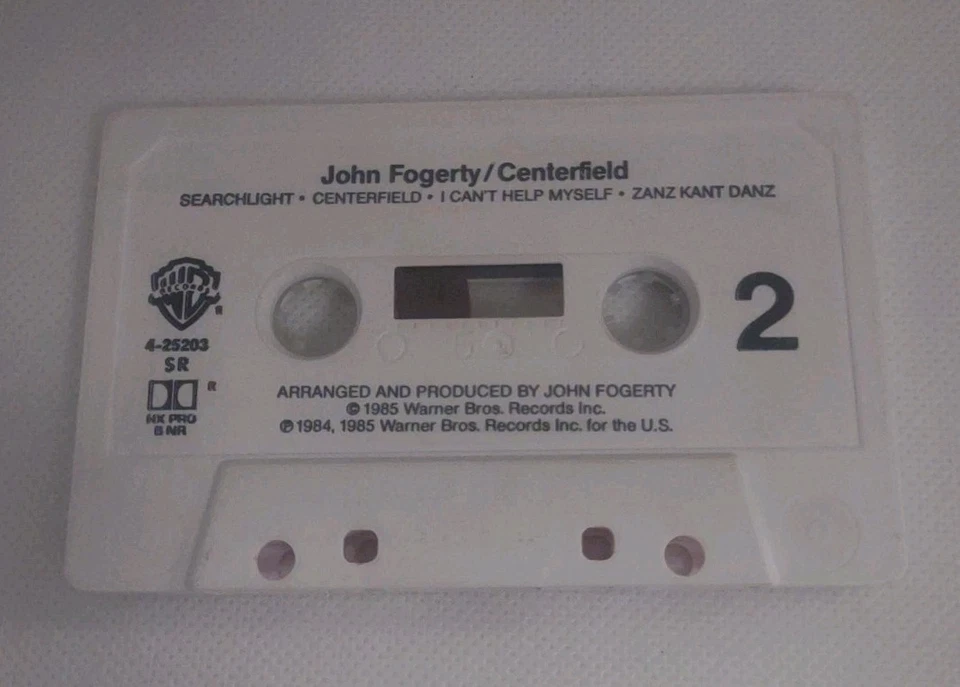 John Fogerty/Centerfield
SEARCHLIGHT • CENTERFIELD • I CAN'T HELP MYSELF • ZANZ KANT DANZ
RECORDS
®
4-25203
SR
®
HX PRO
B NR
2
ARRANGED AND PRODUCED BY JOHN FOGERTY
© 1985 Warner Bros. Records Inc.
℗ 1984, 1985 Warner Bros. Records Inc. for the U.S.